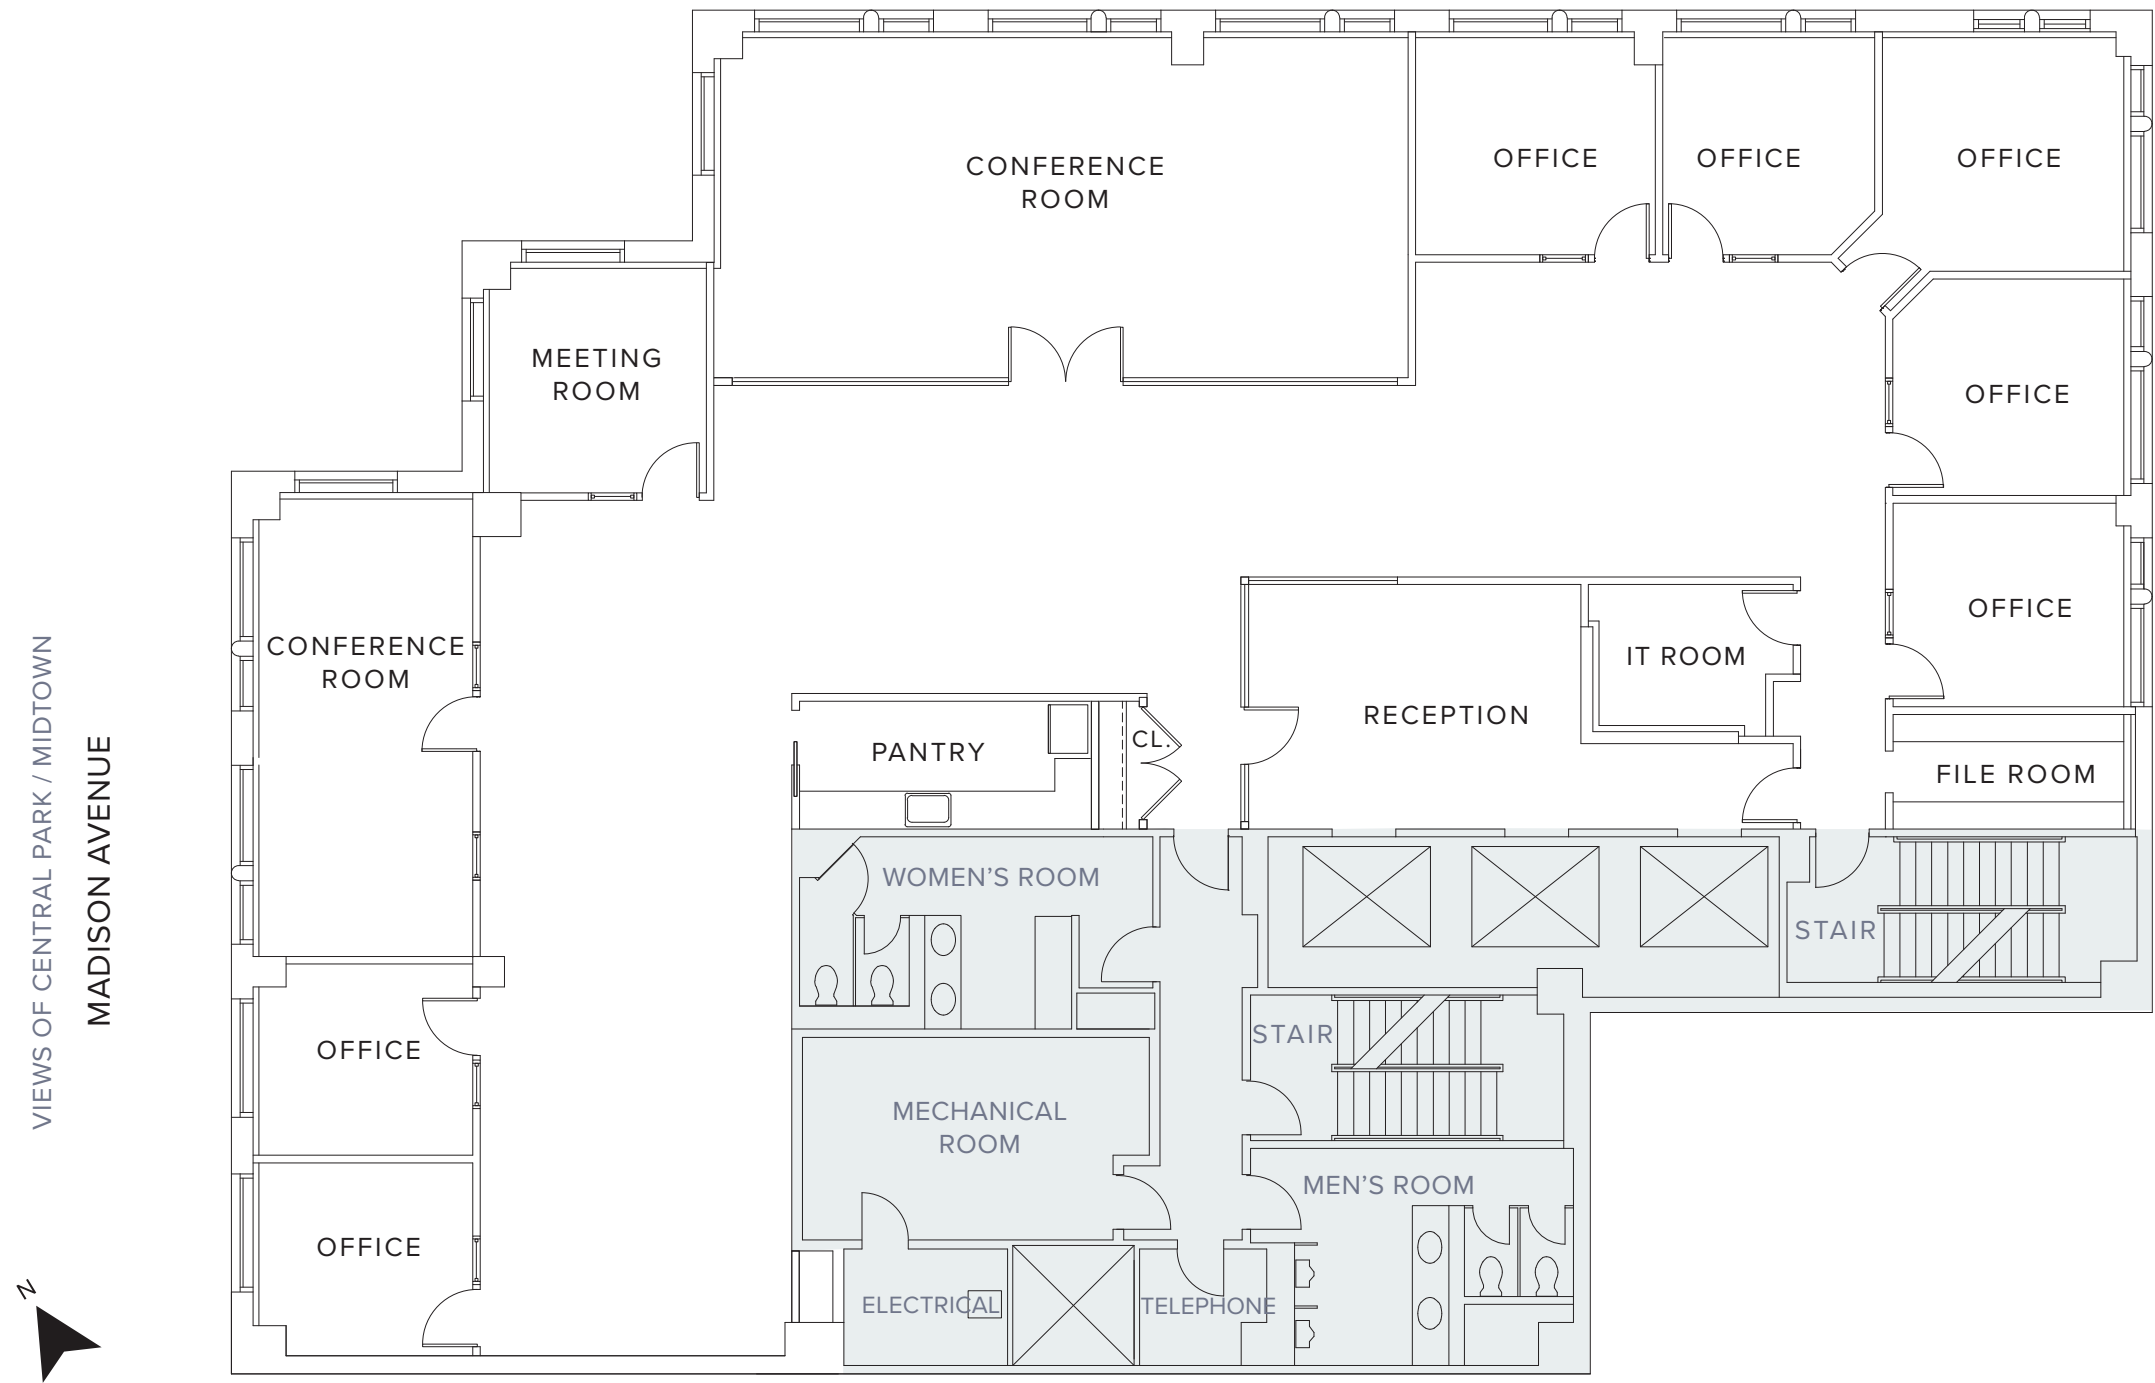 CONFERENCE
ROOM
OFFICE
OFFICE
OFFICE
MEETING
ROOM
OFFICE
CONFERENCE
ROOM
OFFICE
IT ROOM
RECEPTION
PANTRY
CL.
FILE ROOM
WOMEN'S ROOM
STAIR
STAIR
OFFICE
MECHANICAL
ROOM
MEN'S ROOM
OFFICE
ELECTRICAL
TELEPHONE
VIEWS OF CENTRAL PARK / MIDTOWN
MADISON AVENUE
N